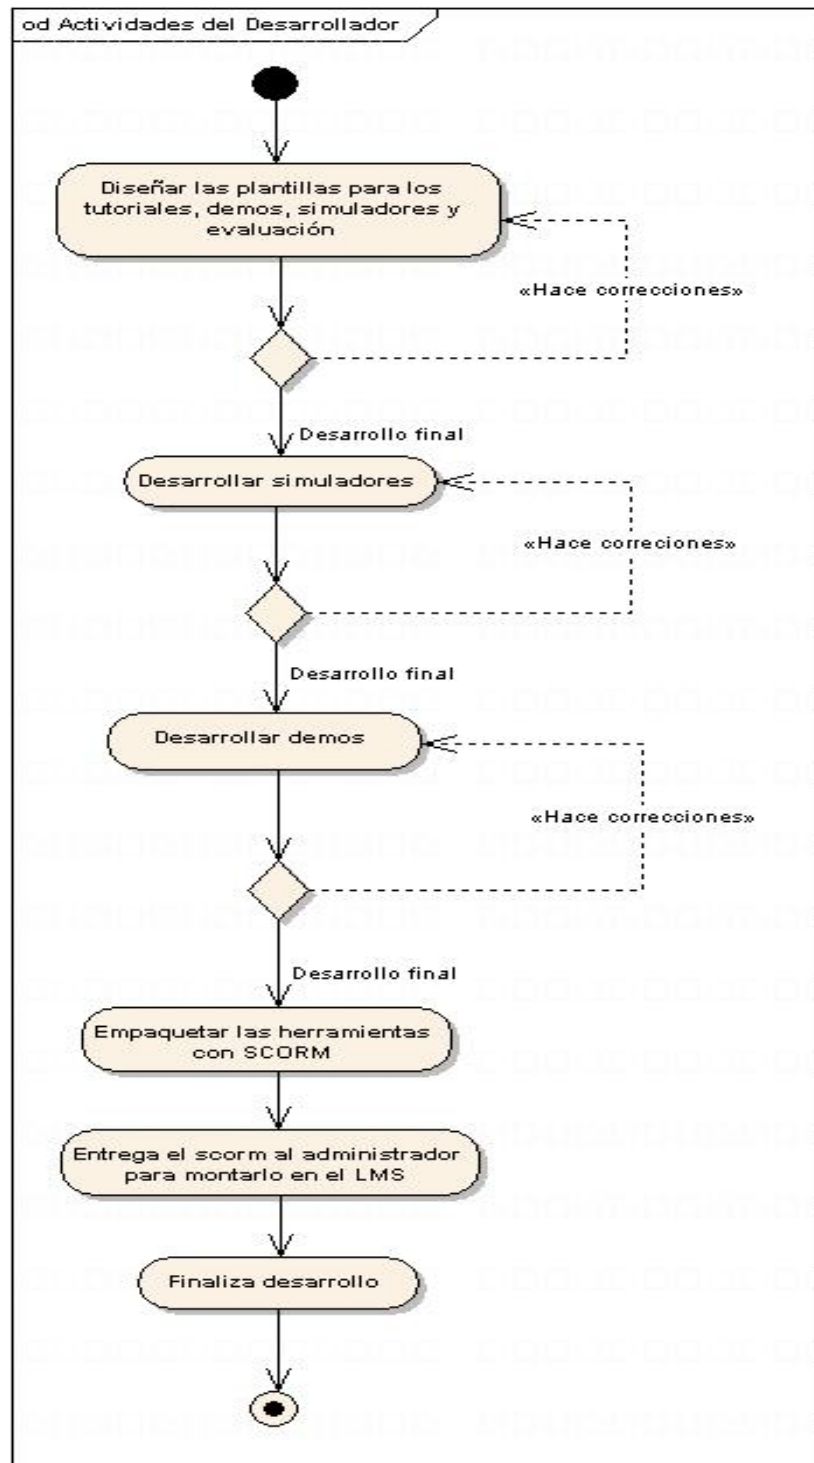 od Actividades del Desarrollador
Diseñar las plantillas para los
tutoriales, demos, simuladores y
evaluación
«Hace correcciones»
Desarrollo final
Desarrollar simuladores
«Hace correciones»
Desarrollo final
Desarrollar demos
«Hace correcciones»
Desarrollo final
Empaquetar las herramientas
con SCORM
Entrega el scorm al administrador
para montarlo en el LMS
Finaliza desarrollo